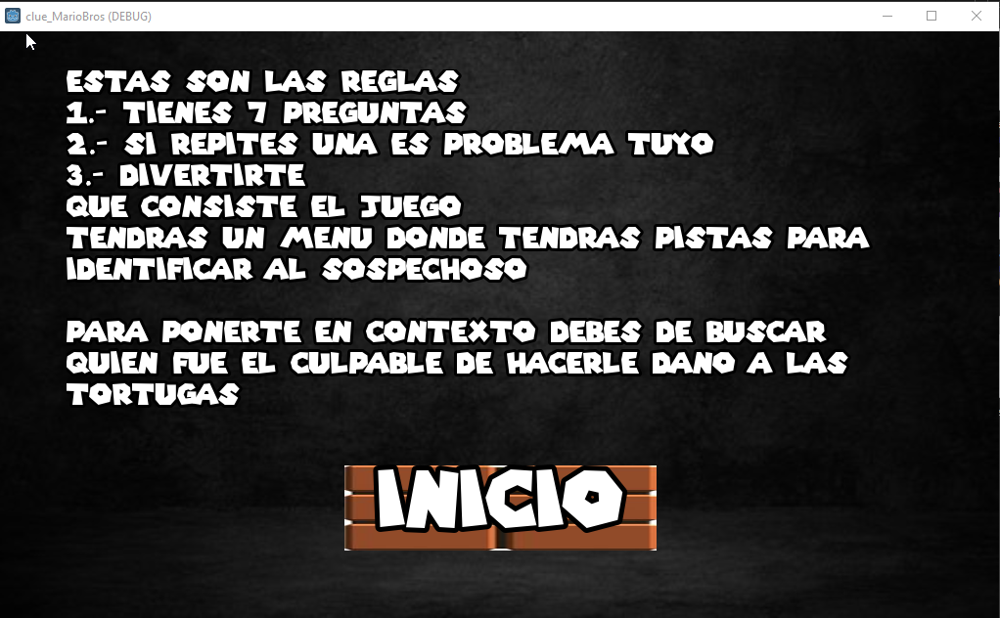 clue_MarioBros (DEBUG)
ESTAS SON LAS REGLAS
1.- TIENES 7 PREGUNTAS
2.- SI REPITES UNA ES PROBLEMA TUYO
3.- DIVERTIRTE
QUE CONSISTE EL JUEGO
TENDRAS UN MENU DONDE TENDRAS PISTAS PARA
IDENTIFICAR AL SOSPECHOSO
PARA PONERTE EN CONTEXTO DEBES DE BUSCAR
QUIEN FUE EL CULPABLE DE HACERLE DANO A LAS
TORTUGAS
INICIO